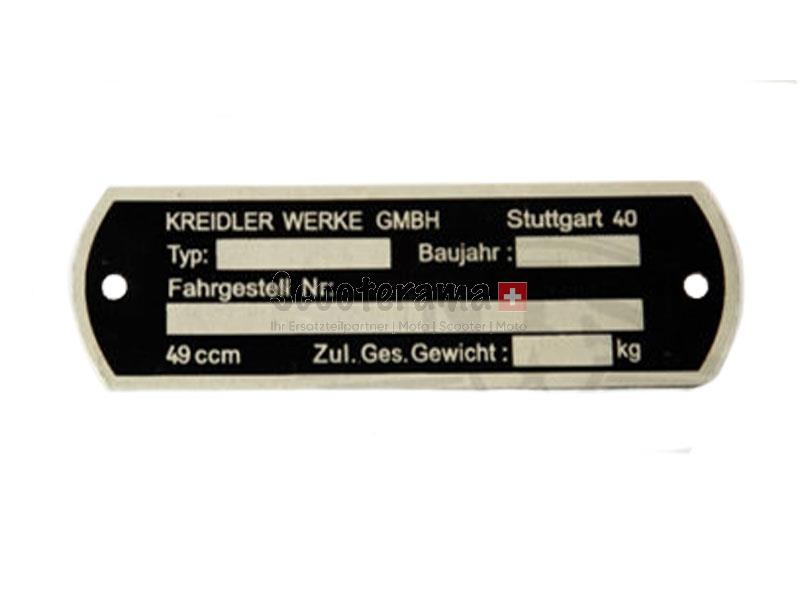 KREIDLER WERKE GMBH Stuttgart 40
Typ: Baujahr :
Fahrgestell Nr:
Scooterama
Ihr Ersatzteilpartner | Mofa | Scooter | Moto
49 ccm Zul. Ges. Gewicht : kg